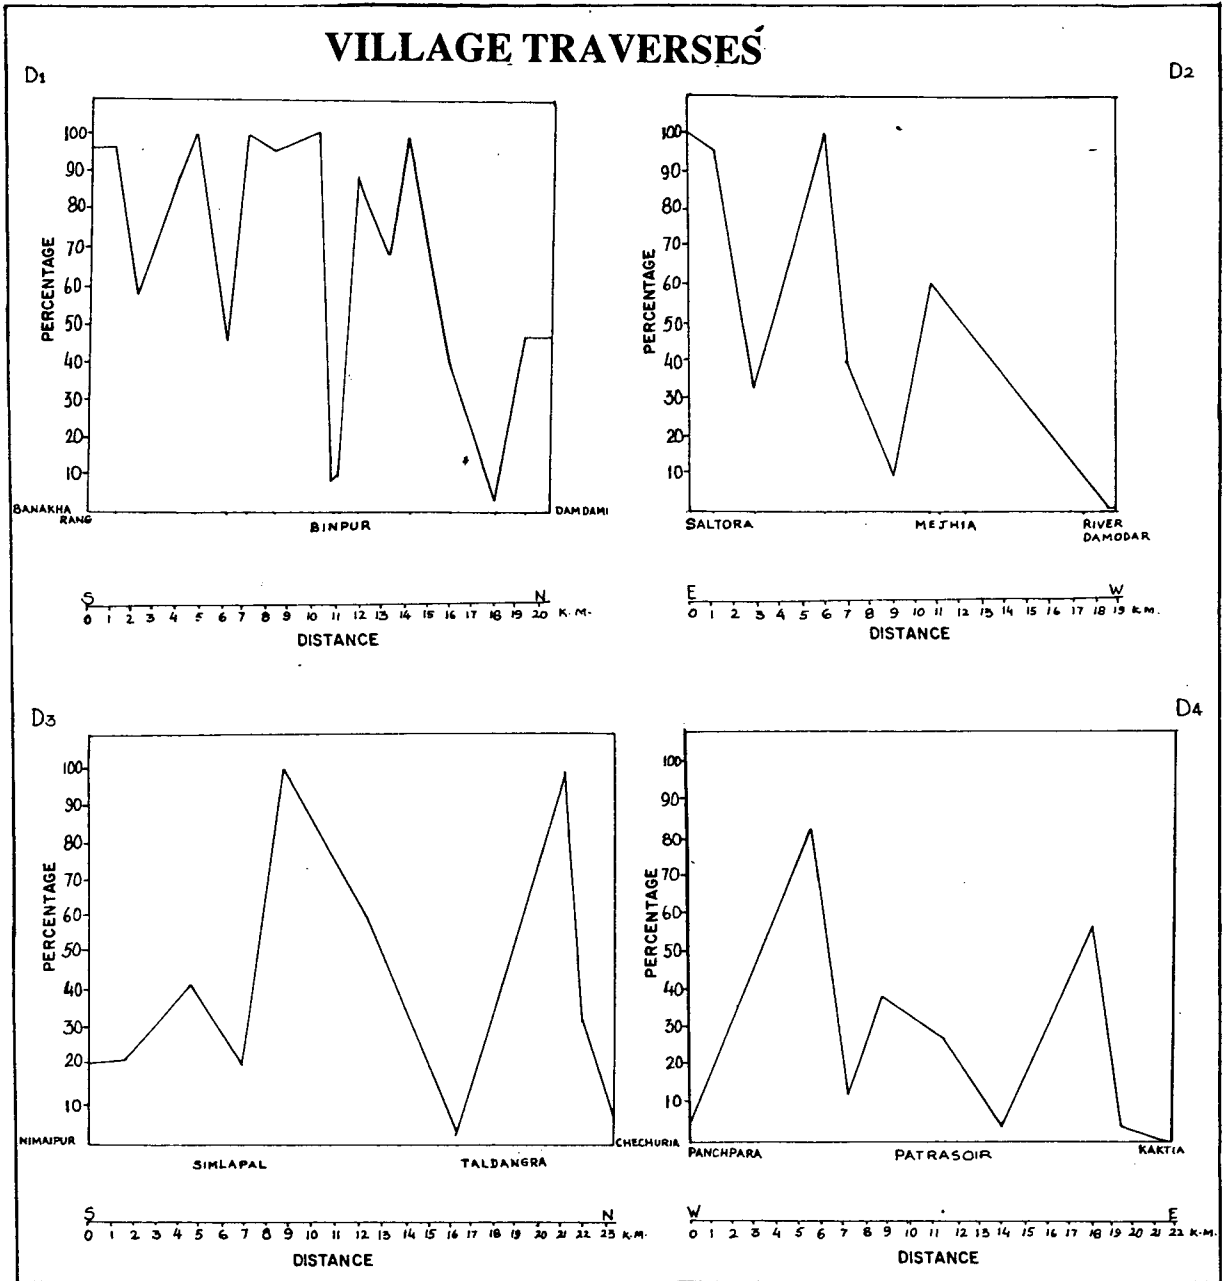 VILLAGE TRAVERSES
D1
100
90
80
70
60
50
40
30
20
10
PERCENTAGE
BANAKHA
RANG
BINPUR
DAMDAMI
S N
0 1 2 3 4 5 6 7 8 9 10 11 12 13 14 15 16 17 18 19 20 K.M.
DISTANCE
D2
100
90
80
70
60
50
40
30
20
10
PERCENTAGE
SALTORA MEJHIA RIVER
DAMODAR
E W
0 1 2 3 4 5 6 7 8 9 10 11 12 13 14 15 16 17 18 19 K.M.
DISTANCE
D3
100
90
80
70
60
50
40
30
20
10
PERCENTAGE
NIMAIPUR
CHECHURIA
SIMLAPAL TALDANGRA
S N
0 1 2 3 4 5 6 7 8 9 10 11 12 13 14 15 16 17 18 19 20 21 22 23 K.M.
DISTANCE
D4
100
90
80
70
60
50
40
30
20
10
PERCENTAGE
PANCHPARA PATRASOIR KAKTIA
W E
0 1 2 3 4 5 6 7 8 9 10 11 12 13 14 15 16 17 18 19 20 21 22 K.M.
DISTANCE